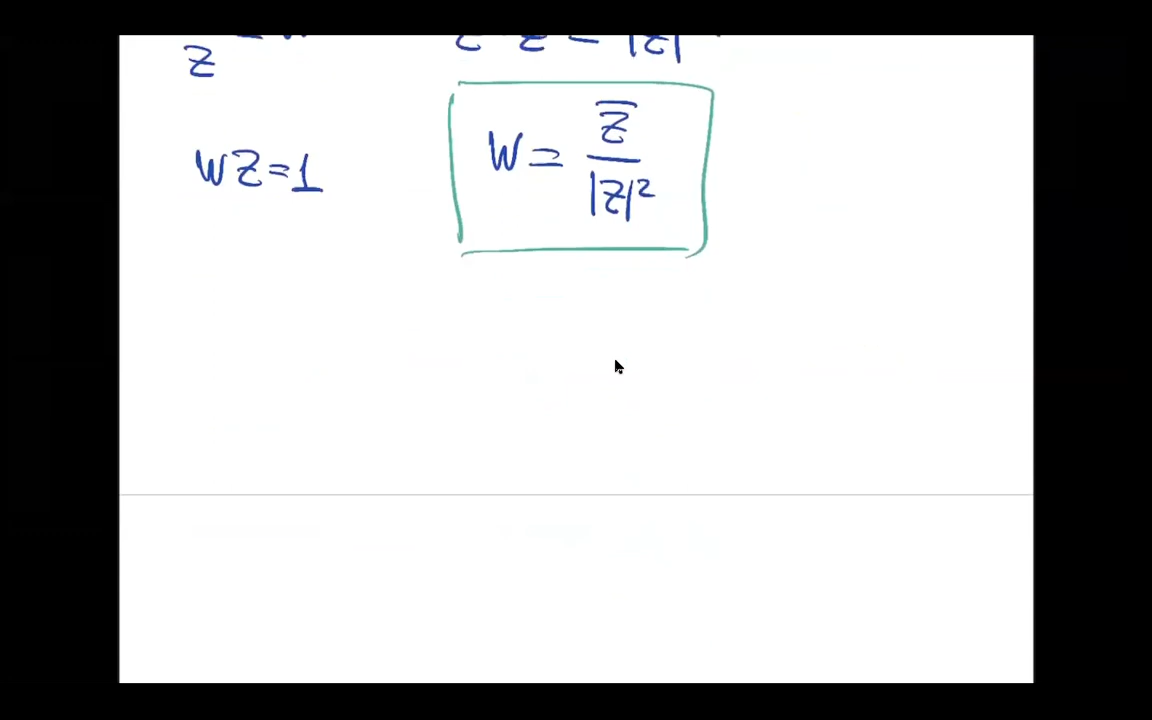 z
wz=1
w = z̅ / |z|²